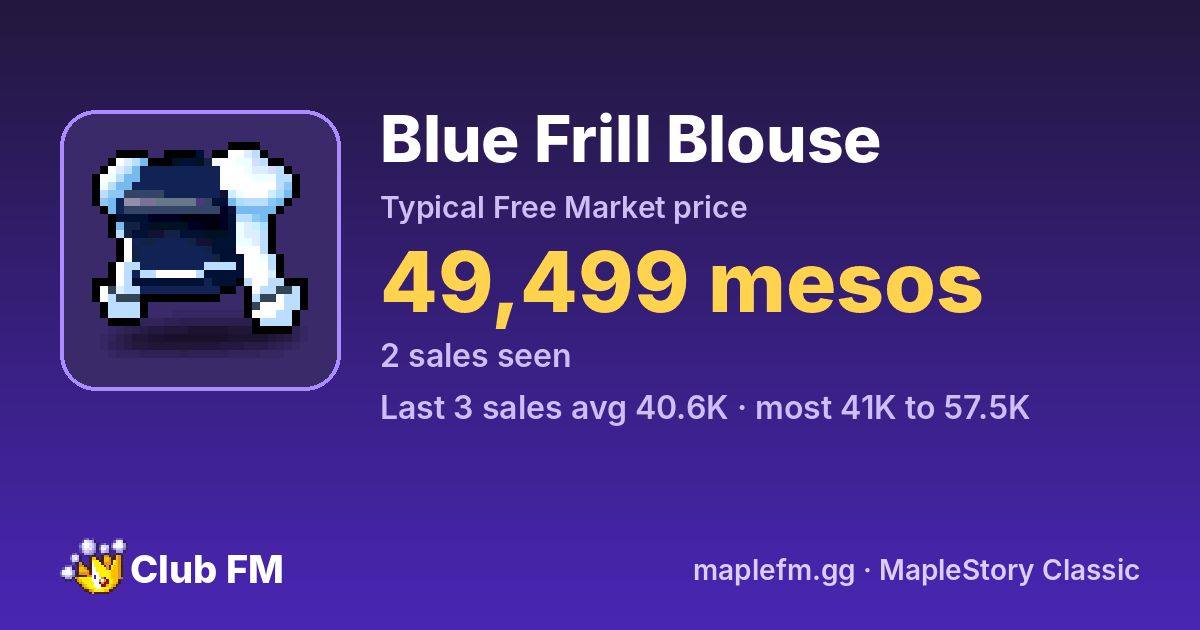 Blue Frill Blouse
Typical Free Market price
49,499 mesos
2 sales seen
Last 3 sales avg 40.6K · most 41K to 57.5K
Club FM
maplefm.gg · MapleStory Classic